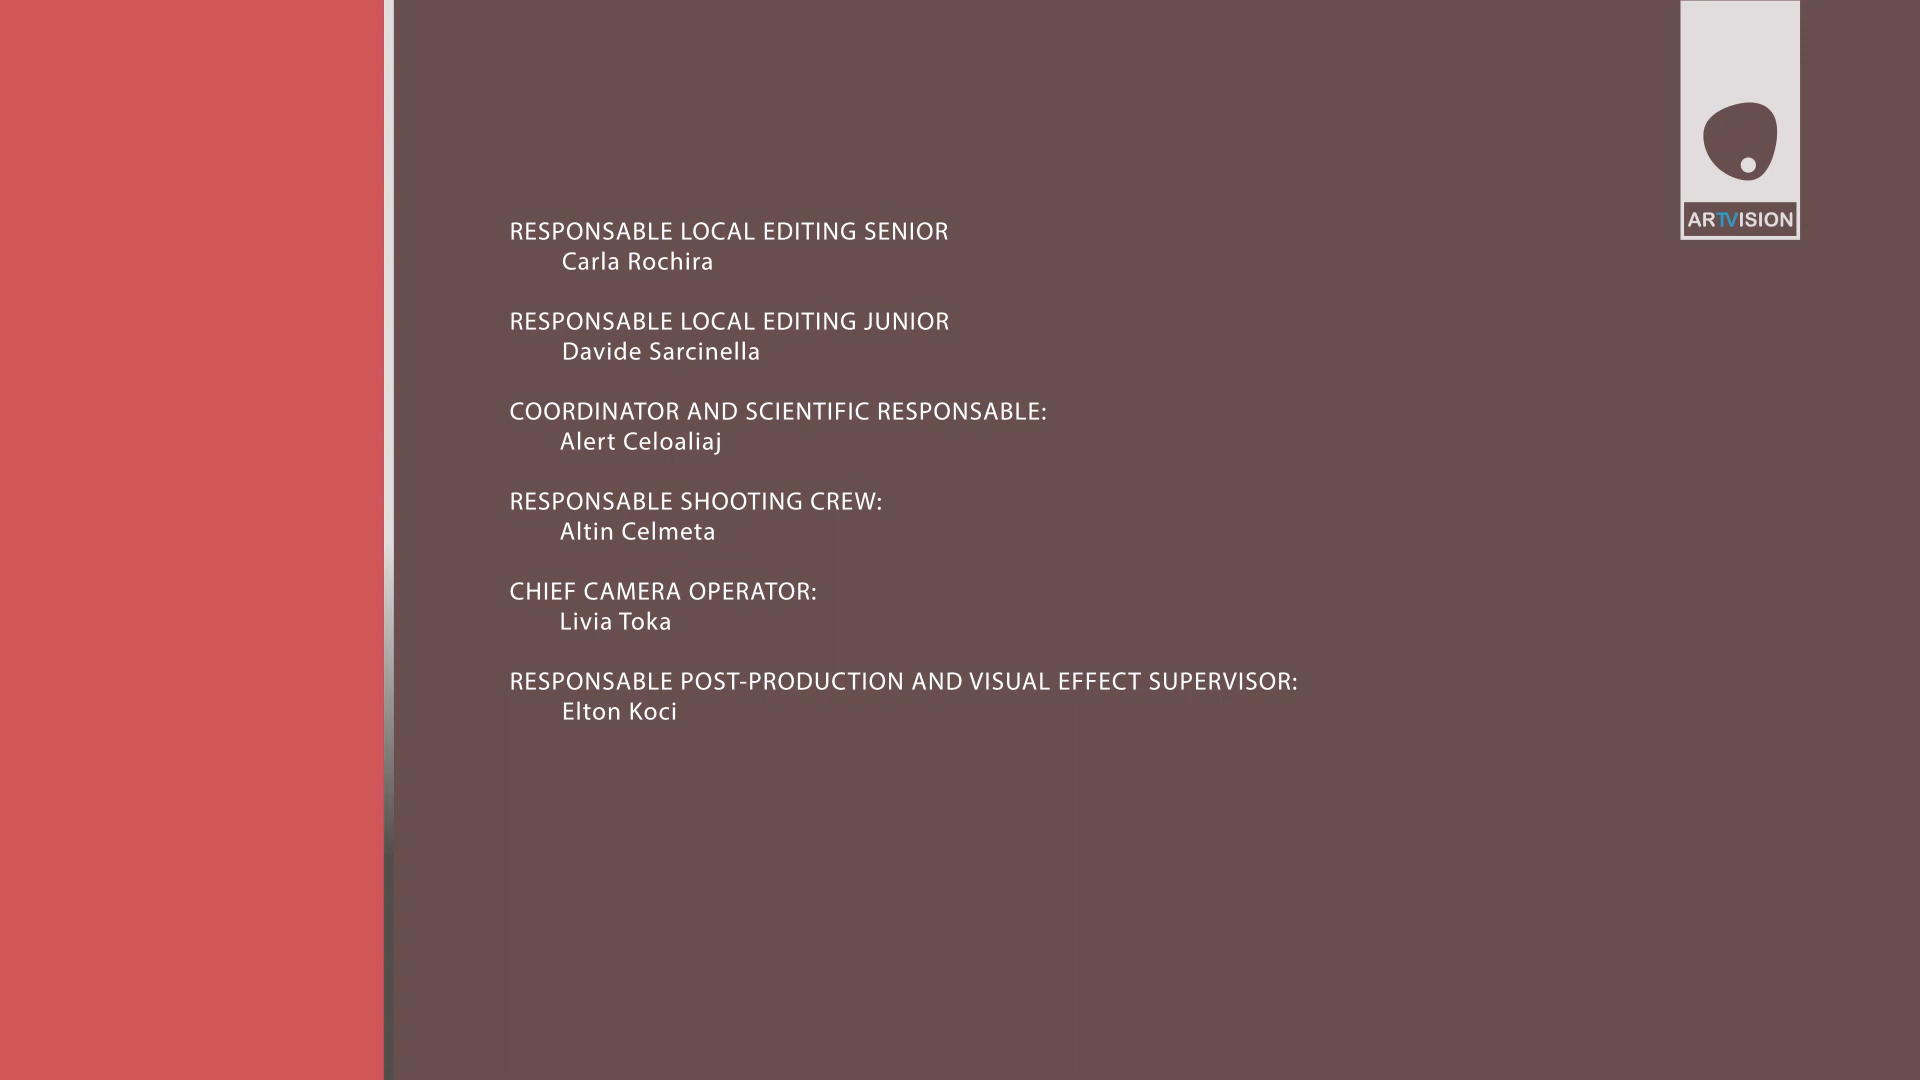 ARTVISION
RESPONSABLE LOCAL EDITING SENIOR
Carla Rochira
RESPONSABLE LOCAL EDITING JUNIOR
Davide Sarcinella
COORDINATOR AND SCIENTIFIC RESPONSABLE:
Alert Celoaliaj
RESPONSABLE SHOOTING CREW:
Altin Celmeta
CHIEF CAMERA OPERATOR:
Livia Toka
RESPONSABLE POST-PRODUCTION AND VISUAL EFFECT SUPERVISOR:
Elton Koci